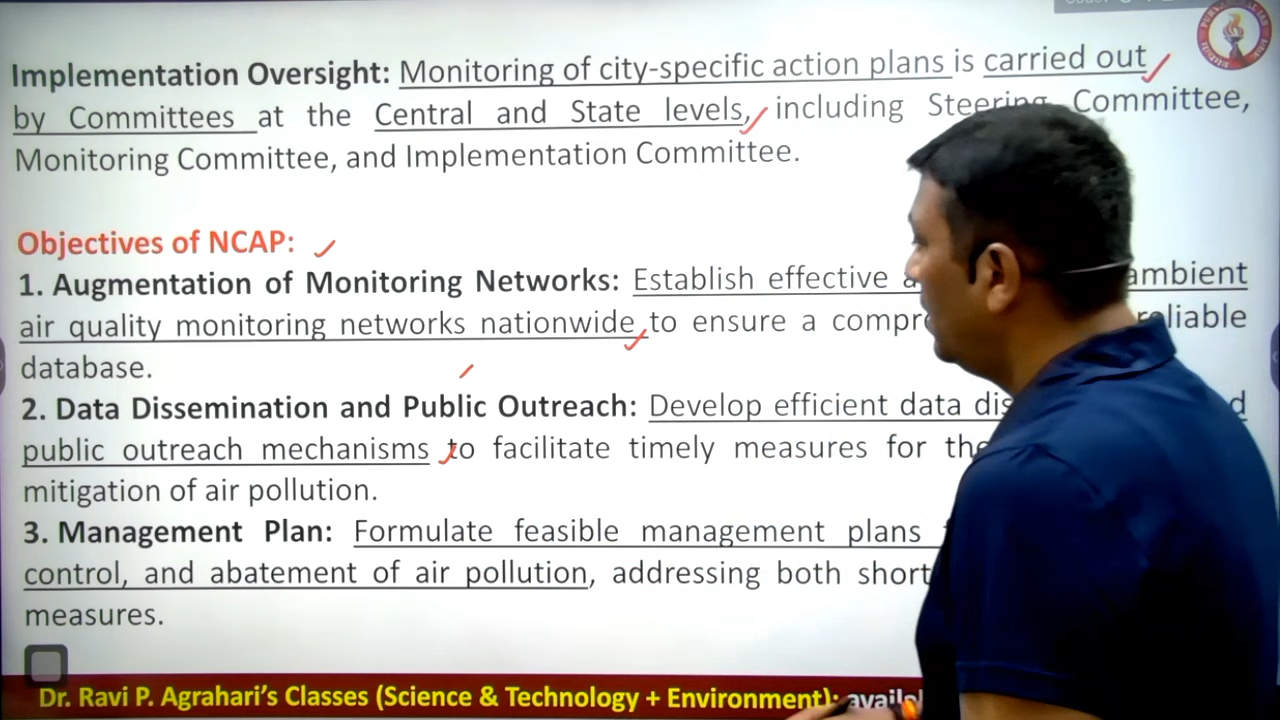 Implementation Oversight: Monitoring of city-specific action plans is carried out
by Committees at the Central and State levels, including Steering Committee,
Monitoring Committee, and Implementation Committee.
Objectives of NCAP:
1. Augmentation of Monitoring Networks: Establish effective ambient
air quality monitoring networks nationwide to ensure a reliable
database.
2. Data Dissemination and Public Outreach: Develop efficient data
public outreach mechanisms to facilitate timely measures for
mitigation of air pollution.
3. Management Plan: Formulate feasible management plans
control, and abatement of air pollution, addressing both short
measures.
Dr. Ravi P. Agrahari's Classes (Science & Technology + Environment):